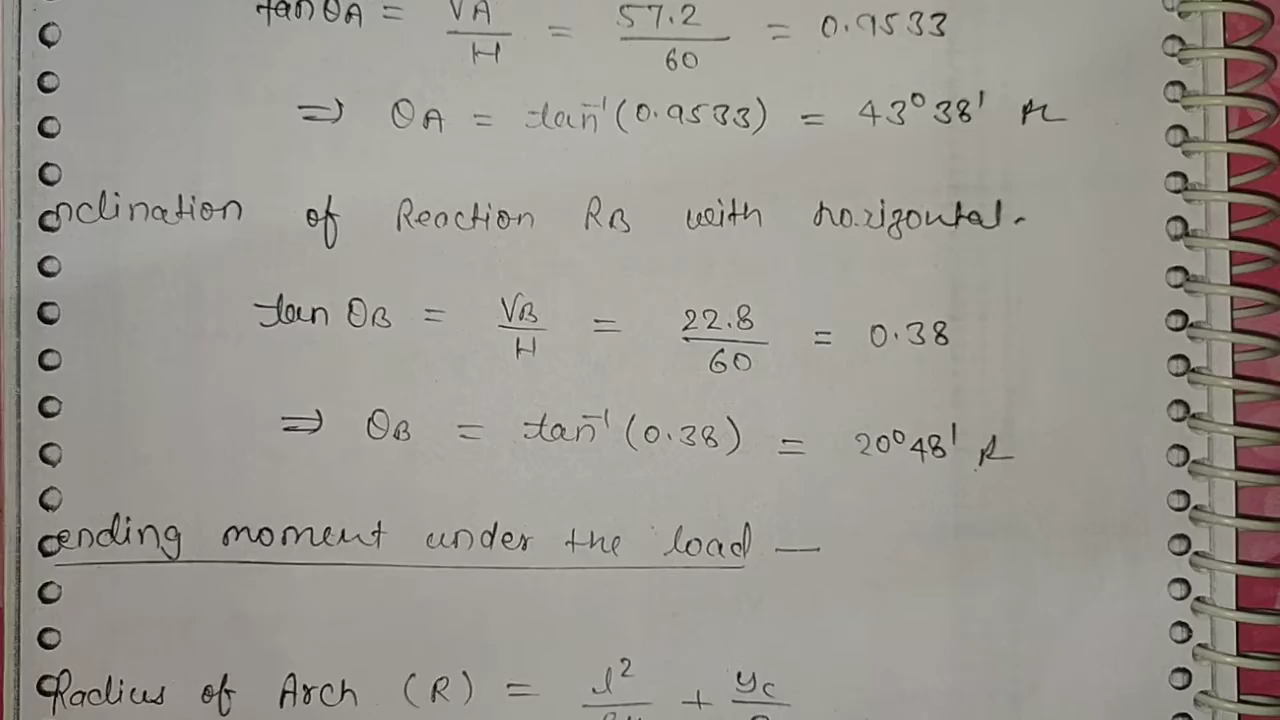 tan θA = VA/H = 57.2/60 = 0.9533
⇒ θA = tan⁻¹(0.9533) = 43°38'
nclination of Reaction RB with horizontal.
tan θB = VB/H = 22.8/60 = 0.38
⇒ θB = tan⁻¹(0.38) = 20°48'
ending moment under the load —
Radius of Arch (R) = l² + yc